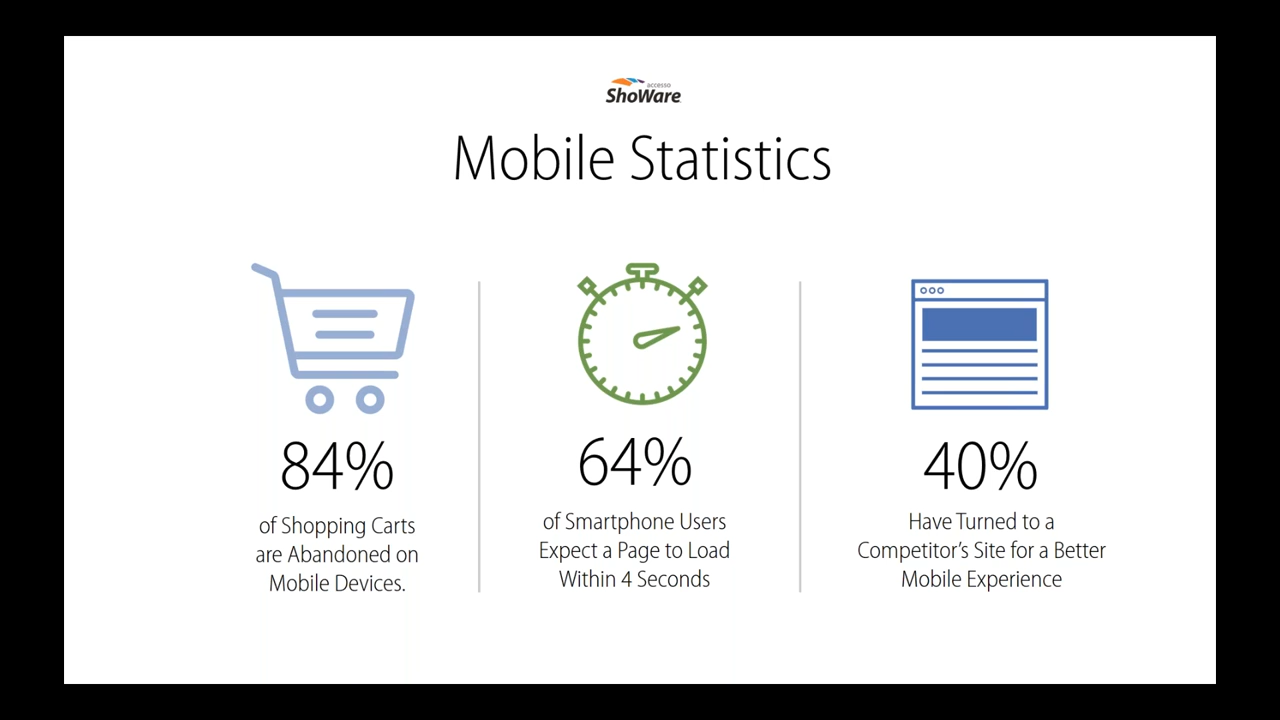 accesso
ShoWare
Mobile Statistics
84%
of Shopping Carts
are Abandoned on
Mobile Devices.
64%
of Smartphone Users
Expect a Page to Load
Within 4 Seconds
40%
Have Turned to a
Competitor’s Site for a Better
Mobile Experience